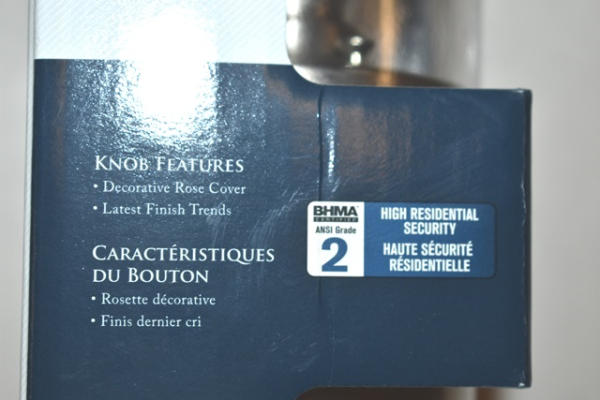 KNOB FEATURES
• Decorative Rose Cover
• Latest Finish Trends
CARACTÉRISTIQUES
DU BOUTON
• Rosette décorative
• Finis dernier cri
BHMA
CERTIFIED
ANSI Grade
2
HIGH RESIDENTIAL
SECURITY
HAUTE SÉCURITÉ
RÉSIDENTIELLE